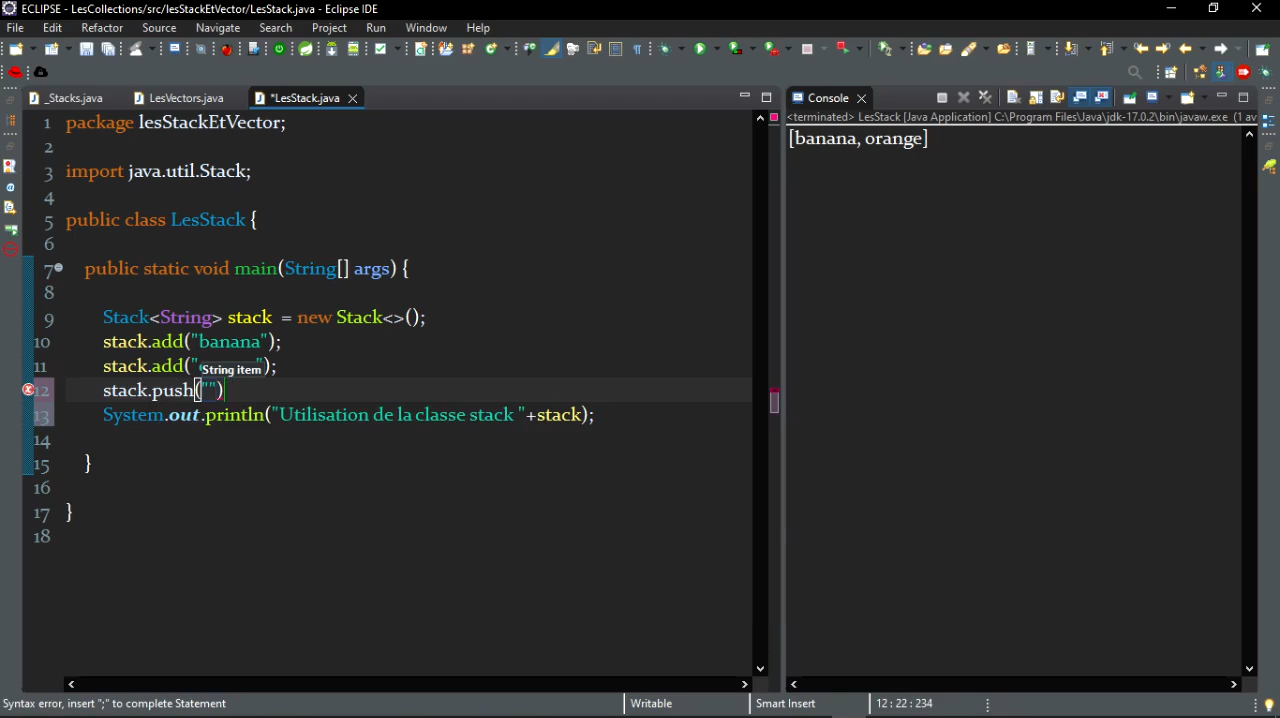 ECLIPSE - LesCollections/src/lesStackEtVector/LesStack.java - Eclipse IDE
File Edit Refactor Source Navigate Search Project Run Window Help
_Stacks.java LesVectors.java *LesStack.java Console
<terminated> LesStack [Java Application] C:\Program Files\Java\jdk-17.0.2\bin\javaw.exe (1 av
[banana, orange]
1 package lesStackEtVector;
2
3 import java.util.Stack;
4
5 public class LesStack {
6
7 public static void main(String[] args) {
8
9 Stack<String> stack = new Stack<>();
10 stack.add("banana");
11 stack.add(" ");
String item
12 stack.push("")
13 System.out.println("Utilisation de la classe stack "+stack);
14
15 }
16
17 }
18
Syntax error, insert ";" to complete Statement Writable Smart Insert 12 : 22 : 234